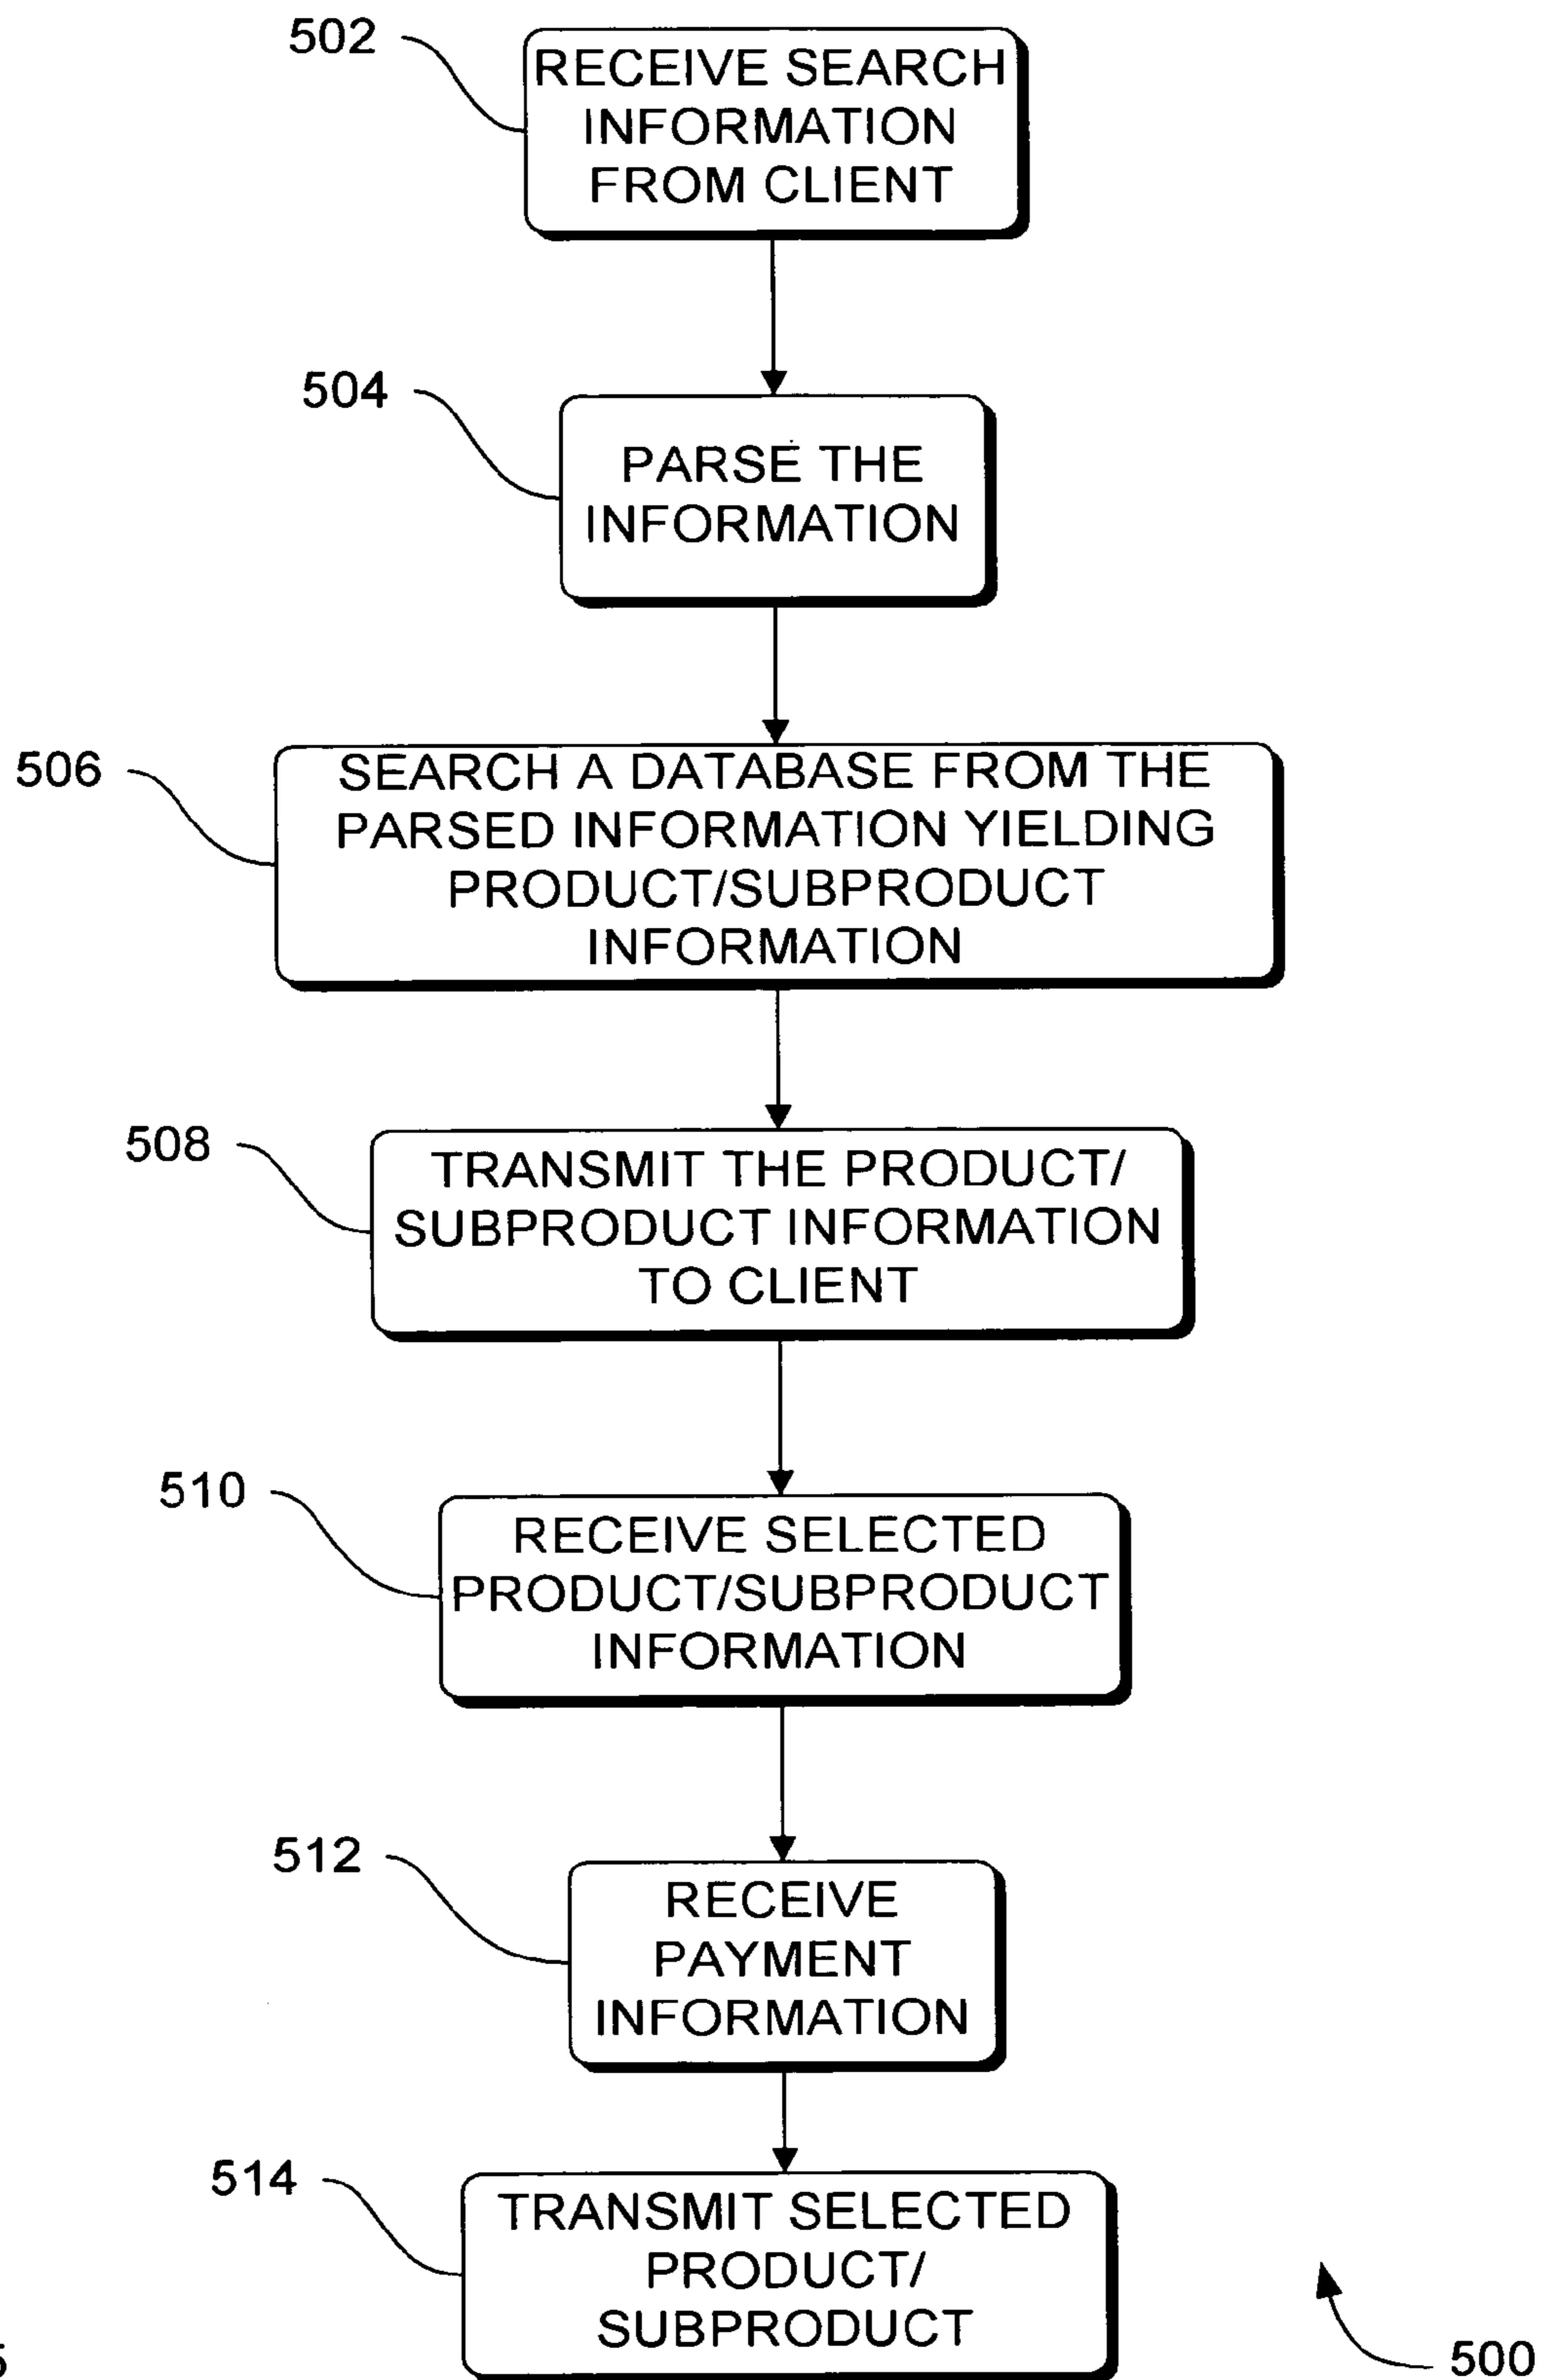 502
RECEIVE SEARCH
INFORMATION
FROM CLIENT
504
PARSE THE
INFORMATION
506
SEARCH A DATABASE FROM THE
PARSED INFORMATION YIELDING
PRODUCT/SUBPRODUCT
INFORMATION
508
TRANSMIT THE PRODUCT/
SUBPRODUCT INFORMATION
TO CLIENT
510
RECEIVE SELECTED
PRODUCT/SUBPRODUCT
INFORMATION
512
RECEIVE
PAYMENT
INFORMATION
514
TRANSMIT SELECTED
PRODUCT/
SUBPRODUCT
500